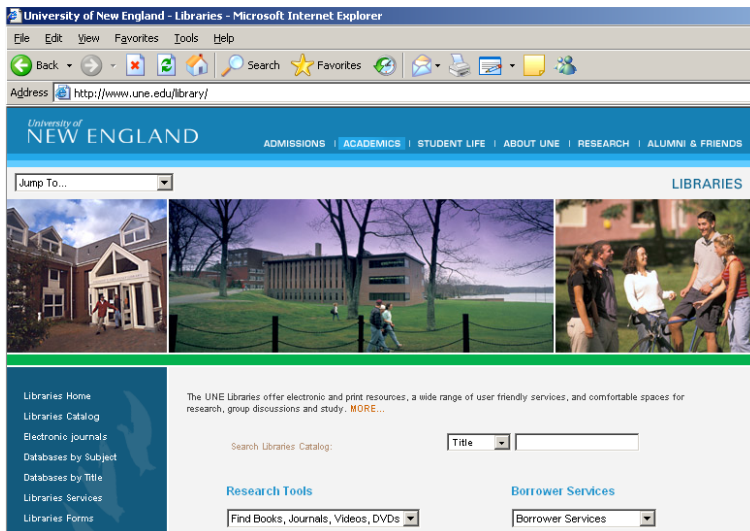 University of New England - Libraries - Microsoft Internet Explorer
File Edit View Favorites Tools Help
Back Search Favorites
Address http://www.une.edu/library/
University of
NEW ENGLAND
ADMISSIONS | ACADEMICS | STUDENT LIFE | ABOUT UNE | RESEARCH | ALUMNI & FRIENDS
Jump To...
LIBRARIES
Libraries Home
Libraries Catalog
Electronic journals
Databases by Subject
Databases by Title
Libraries Services
Libraries Forms
The UNE Libraries offer electronic and print resources, a wide range of user friendly services, and comfortable spaces for
research, group discussions and study. MORE...
Search Libraries Catalog: Title
Research Tools
Find Books, Journals, Videos, DVDs
Borrower Services
Borrower Services